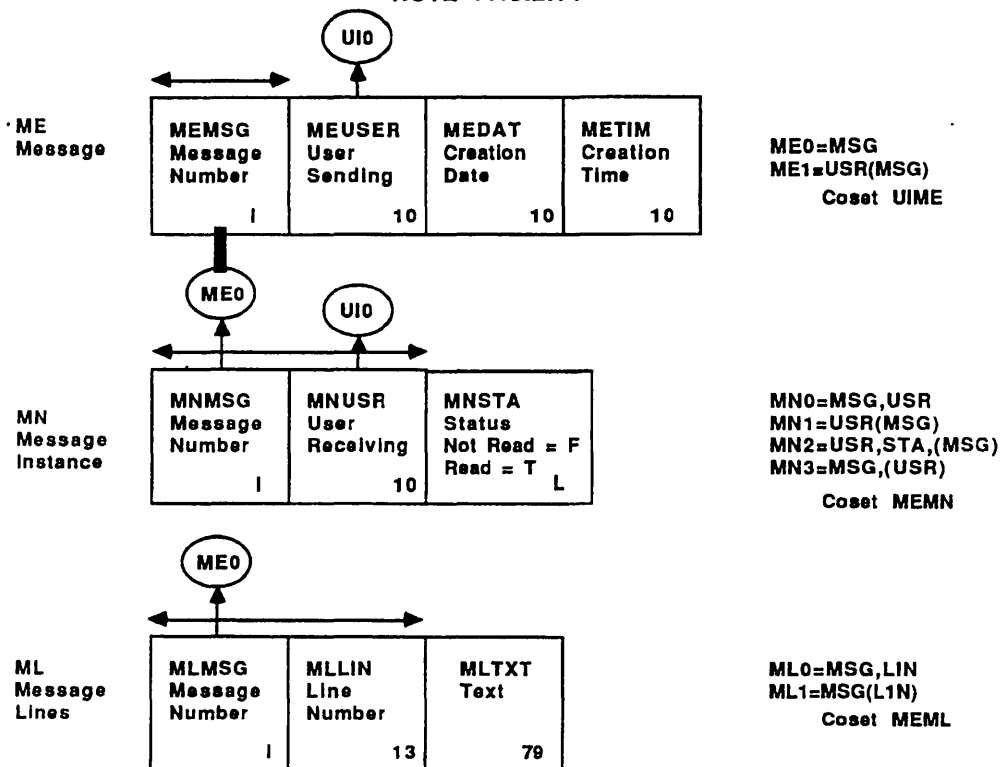 UI0
ME
Message
MEMSG
Message
Number
I
MEUSER
User
Sending
10
MEDAT
Creation
Date
10
METIM
Creation
Time
10
ME0=MSG
ME1=USR(MSG)
Coset UIME
ME0
UI0
MN
Message
Instance
MNMSG
Message
Number
I
MNUSR
User
Receiving
10
MNSTA
Status
Not Read = F
Read = T
L
MN0=MSG,USR
MN1=USR(MSG)
MN2=USR,STA,(MSG)
MN3=MSG,(USR)
Coset MEMN
ME0
ML
Message
Lines
MLMSG
Message
Number
I
MLLIN
Line
Number
13
MLTXT
Text
79
ML0=MSG,LIN
ML1=MSG(L1N)
Coset MEML